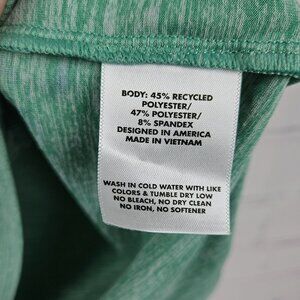 BODY: 45% RECYCLED
POLYESTER/
47% POLYESTER/
8% SPANDEX
DESIGNED IN AMERICA
MADE IN VIETNAM
WASH IN COLD WATER WITH LIKE
COLORS & TUMBLE DRY LOW
NO BLEACH, NO DRY CLEAN
NO IRON, NO SOFTENER